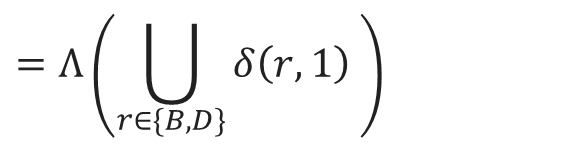 = Λ(⋃_{r∈{B,D}} δ(r, 1))